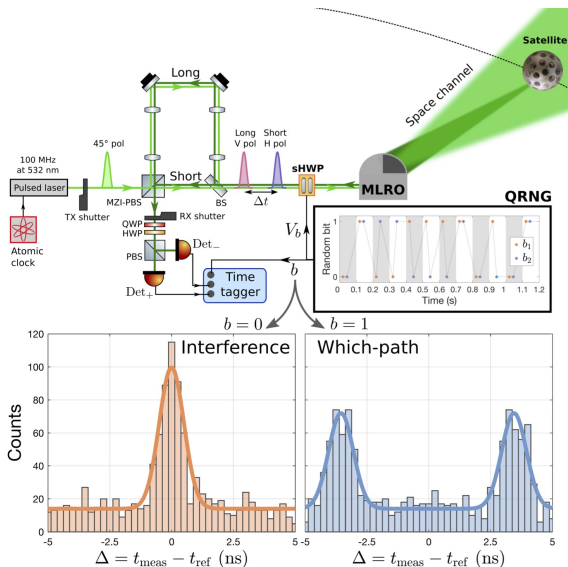 Satellite
Long
Space channel
100 MHz
at 532 nm
45° pol
Long
V pol
Short
H pol
Pulsed laser
Short
sHWP
MLRO
MZI-PBS
BS
Δt
TX shutter
RX shutter
QRNG
Atomic
clock
QWP
HWP
PBS
Det₋
Det₊
V_b
b
Time
tagger
Random bit
1
0
b₁
b₂
0 0.1 0.2 0.3 0.4 0.5 0.6 0.7 0.8 0.9 1 1.1 1.2
Time (s)
b = 0
b = 1
Interference
Which-path
Counts
120
100
80
60
40
20
0
-5 -2.5 0 2.5 5
-5 -2.5 0 2.5 5
Δ = t_meas − t_ref (ns)
Δ = t_meas − t_ref (ns)